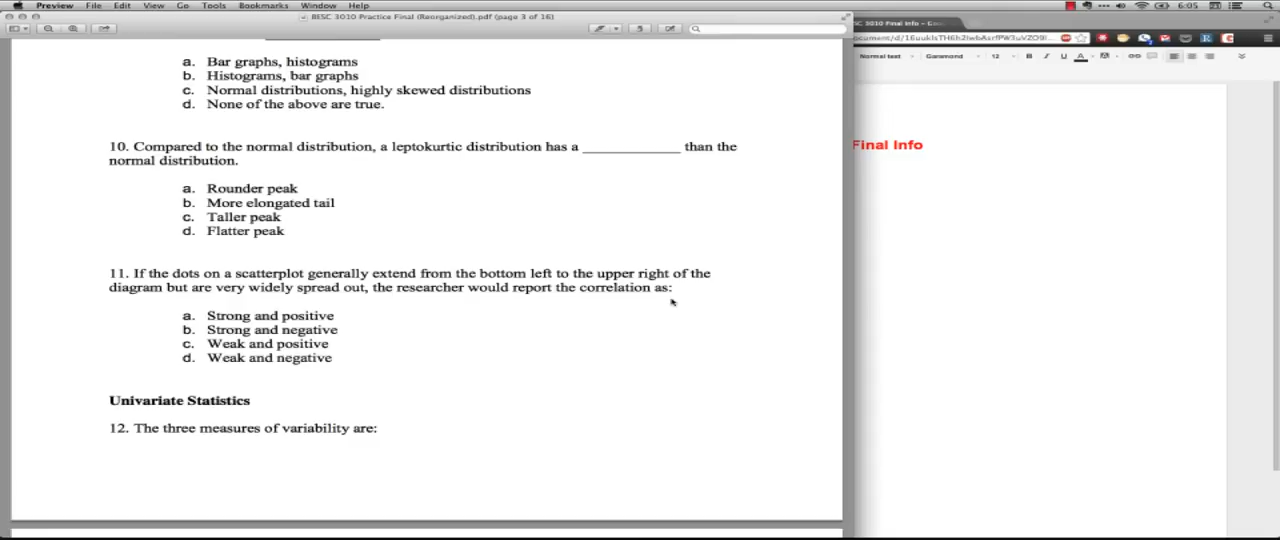 Preview File Edit View Go Tools Bookmarks Window Help 6:05
BESC 3010 Practice Final (Reorganized).pdf (page 3 of 16)
SC 3010 Final Info –
Normal text Garamond 12 B I U A
a. Bar graphs, histograms
b. Histograms, bar graphs
c. Normal distributions, highly skewed distributions
d. None of the above are true.
10. Compared to the normal distribution, a leptokurtic distribution has a _____________ than the
normal distribution.
Final Info
a. Rounder peak
b. More elongated tail
c. Taller peak
d. Flatter peak
11. If the dots on a scatterplot generally extend from the bottom left to the upper right of the
diagram but are very widely spread out, the researcher would report the correlation as:
a. Strong and positive
b. Strong and negative
c. Weak and positive
d. Weak and negative
Univariate Statistics
12. The three measures of variability are: